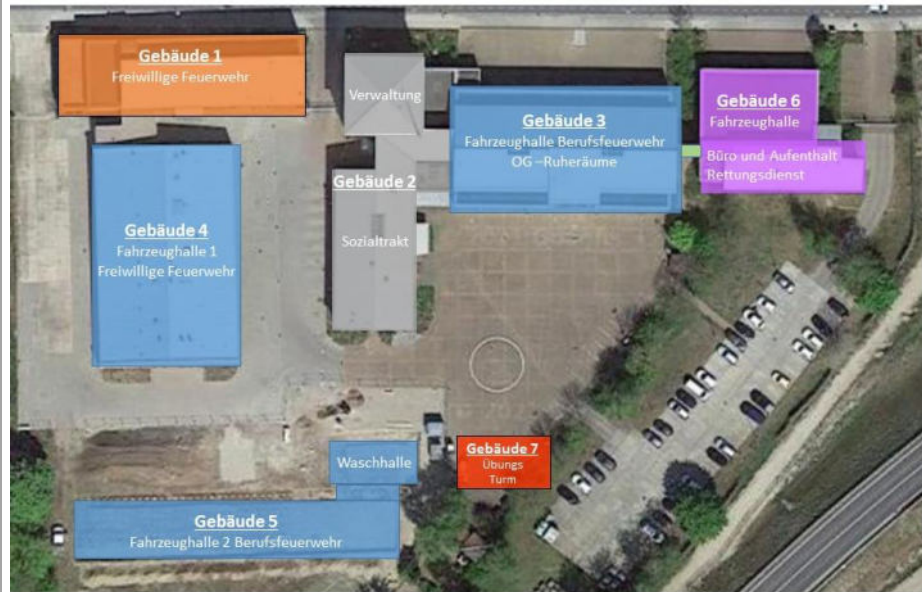 Gebäude 1
Freiwillige Feuerwehr
Verwaltung
Gebäude 2
Sozialtrakt
Gebäude 3
Fahrzeughalle Berufsfeuerwehr
OG –Ruheräume
Gebäude 6
Fahrzeughalle
Büro und Aufenthalt
Rettungsdienst
Gebäude 4
Fahrzeughalle 1
Freiwillige Feuerwehr
Waschhalle
Gebäude 7
Übungs
Turm
Gebäude 5
Fahrzeughalle 2 Berufsfeuerwehr